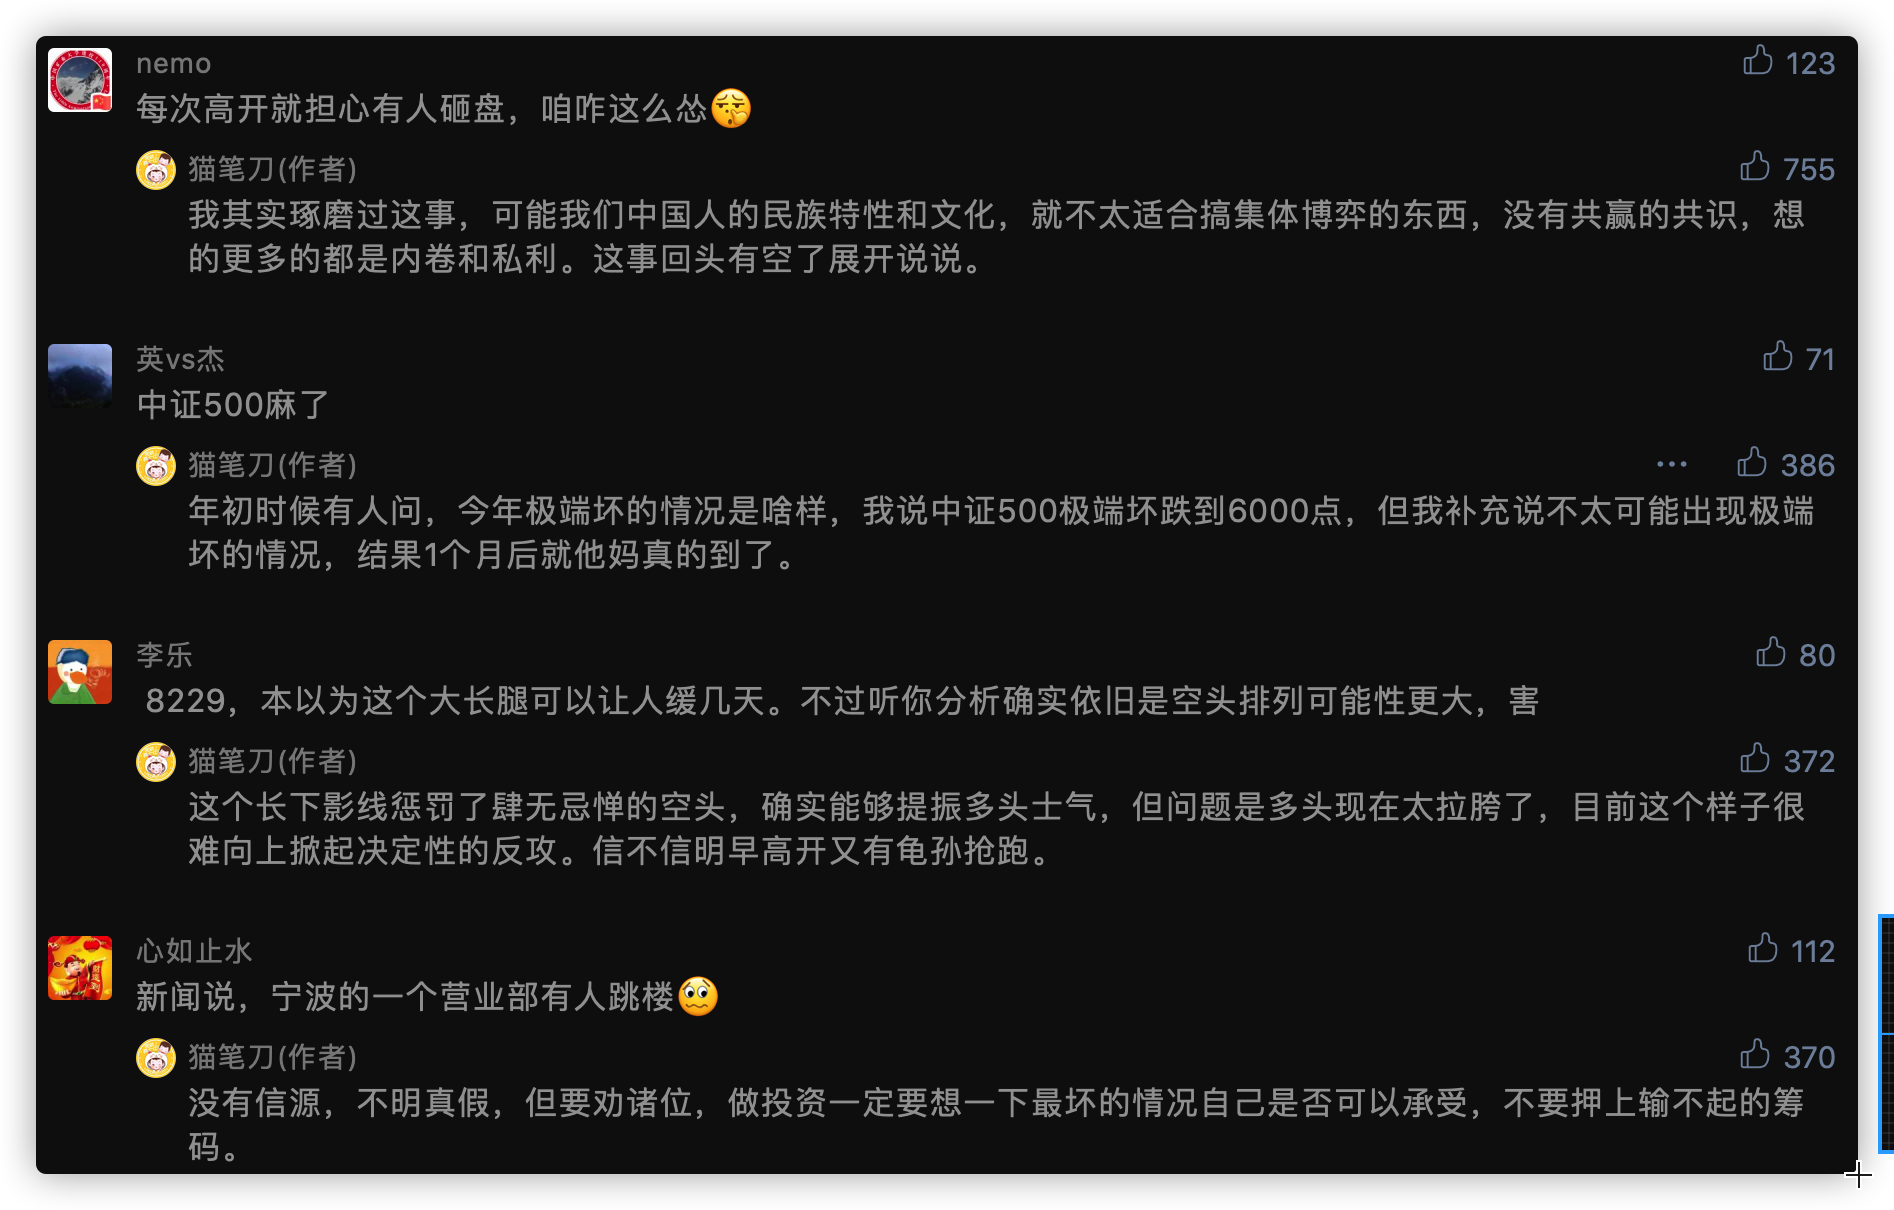 nemo
123
每次高开就担心有人砸盘，咱咋这么怂
猫笔刀(作者)
755
我其实琢磨过这事，可能我们中国人的民族特性和文化，就不太适合搞集体博弈的东西，没有共赢的共识，想
的更多的都是内卷和私利。这事回头有空了展开说说。
英vs杰
71
中证500麻了
猫笔刀(作者)
386
年初时候有人问，今年极端坏的情况是啥样，我说中证500极端坏跌到6000点，但我补充说不太可能出现极端
坏的情况，结果1个月后就他妈真的到了。
李乐
80
8229，本以为这个大长腿可以让人缓几天。不过听你分析确实依旧是空头排列可能性更大，害
猫笔刀(作者)
372
这个长下影线惩罚了肆无忌惮的空头，确实能够提振多头士气，但问题是多头现在太拉胯了，目前这个样子很
难向上掀起决定性的反攻。信不信明早高开又有龟孙抢跑。
心如止水
112
新闻说，宁波的一个营业部有人跳楼
猫笔刀(作者)
370
没有信源，不明真假，但要劝诸位，做投资一定要想一下最坏的情况自己是否可以承受，不要押上输不起的筹
码。